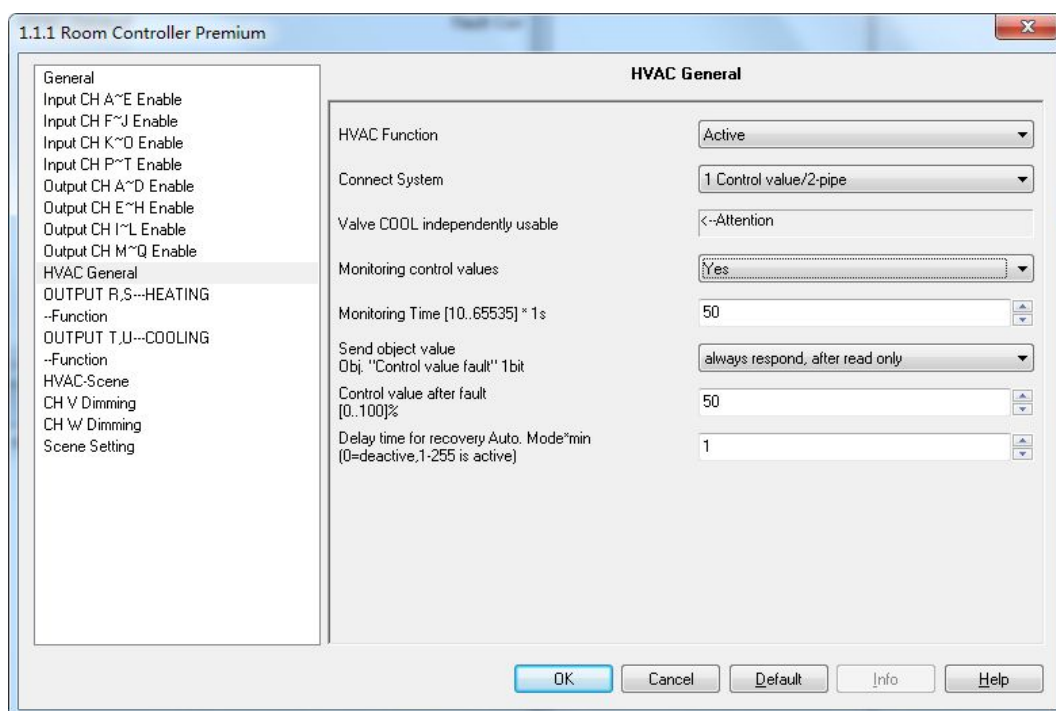 1.1.1 Room Controller Premium
General
Input CH A~E Enable
Input CH F~J Enable
Input CH K~O Enable
Input CH P~T Enable
Output CH A~D Enable
Output CH E~H Enable
Output CH I~L Enable
Output CH M~Q Enable
HVAC General
OUTPUT R,S---HEATING
--Function
OUTPUT T,U---COOLING
--Function
HVAC-Scene
CH V Dimming
CH W Dimming
Scene Setting
HVAC General
HVAC Function
Active
Connect System
1 Control value/2-pipe
Valve COOL independently usable
<--Attention
Monitoring control values
Yes
Monitoring Time [10..65535] * 1s
50
Send object value
Obj. "Control value fault" 1bit
always respond, after read only
Control value after fault
[0..100]%
50
Delay time for recovery Auto. Mode*min
(0=deactive,1-255 is active)
1
OK
Cancel
Default
Info
Help